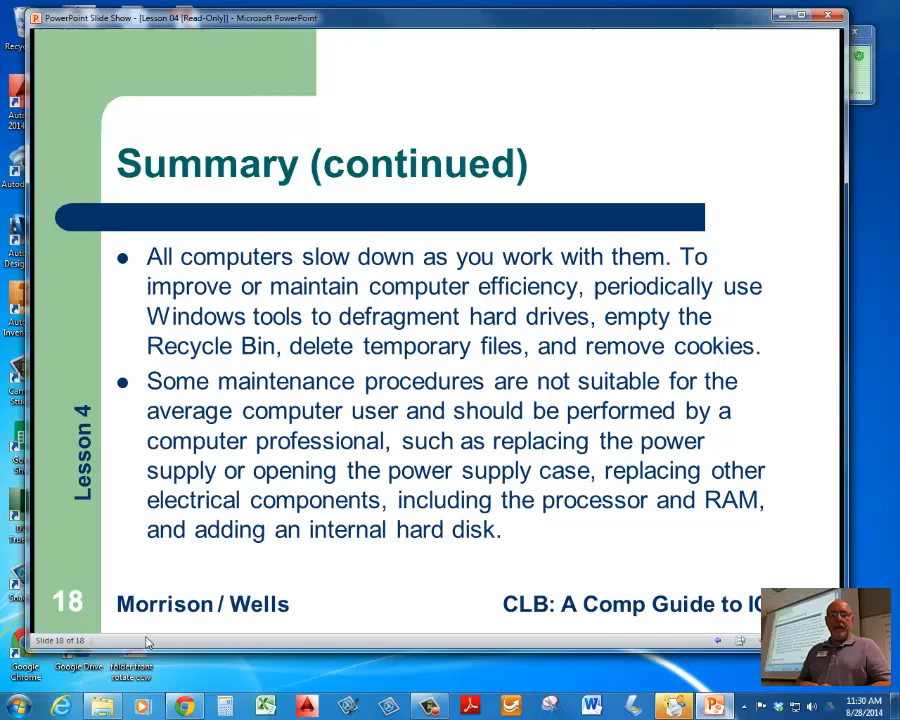 PowerPoint Slide Show - [Lesson 04 [Read-Only]] - Microsoft PowerPoint
Summary (continued)
All computers slow down as you work with them. To
improve or maintain computer efficiency, periodically use
Windows tools to defragment hard drives, empty the
Recycle Bin, delete temporary files, and remove cookies.
Some maintenance procedures are not suitable for the
average computer user and should be performed by a
computer professional, such as replacing the power
supply or opening the power supply case, replacing other
electrical components, including the processor and RAM,
and adding an internal hard disk.
Lesson 4
18
Morrison / Wells
CLB: A Comp Guide to IC
Slide 18 of 18
Google
Chrome
Google Drive
folder front
rotate ccw
11:30 AM
8/28/2014